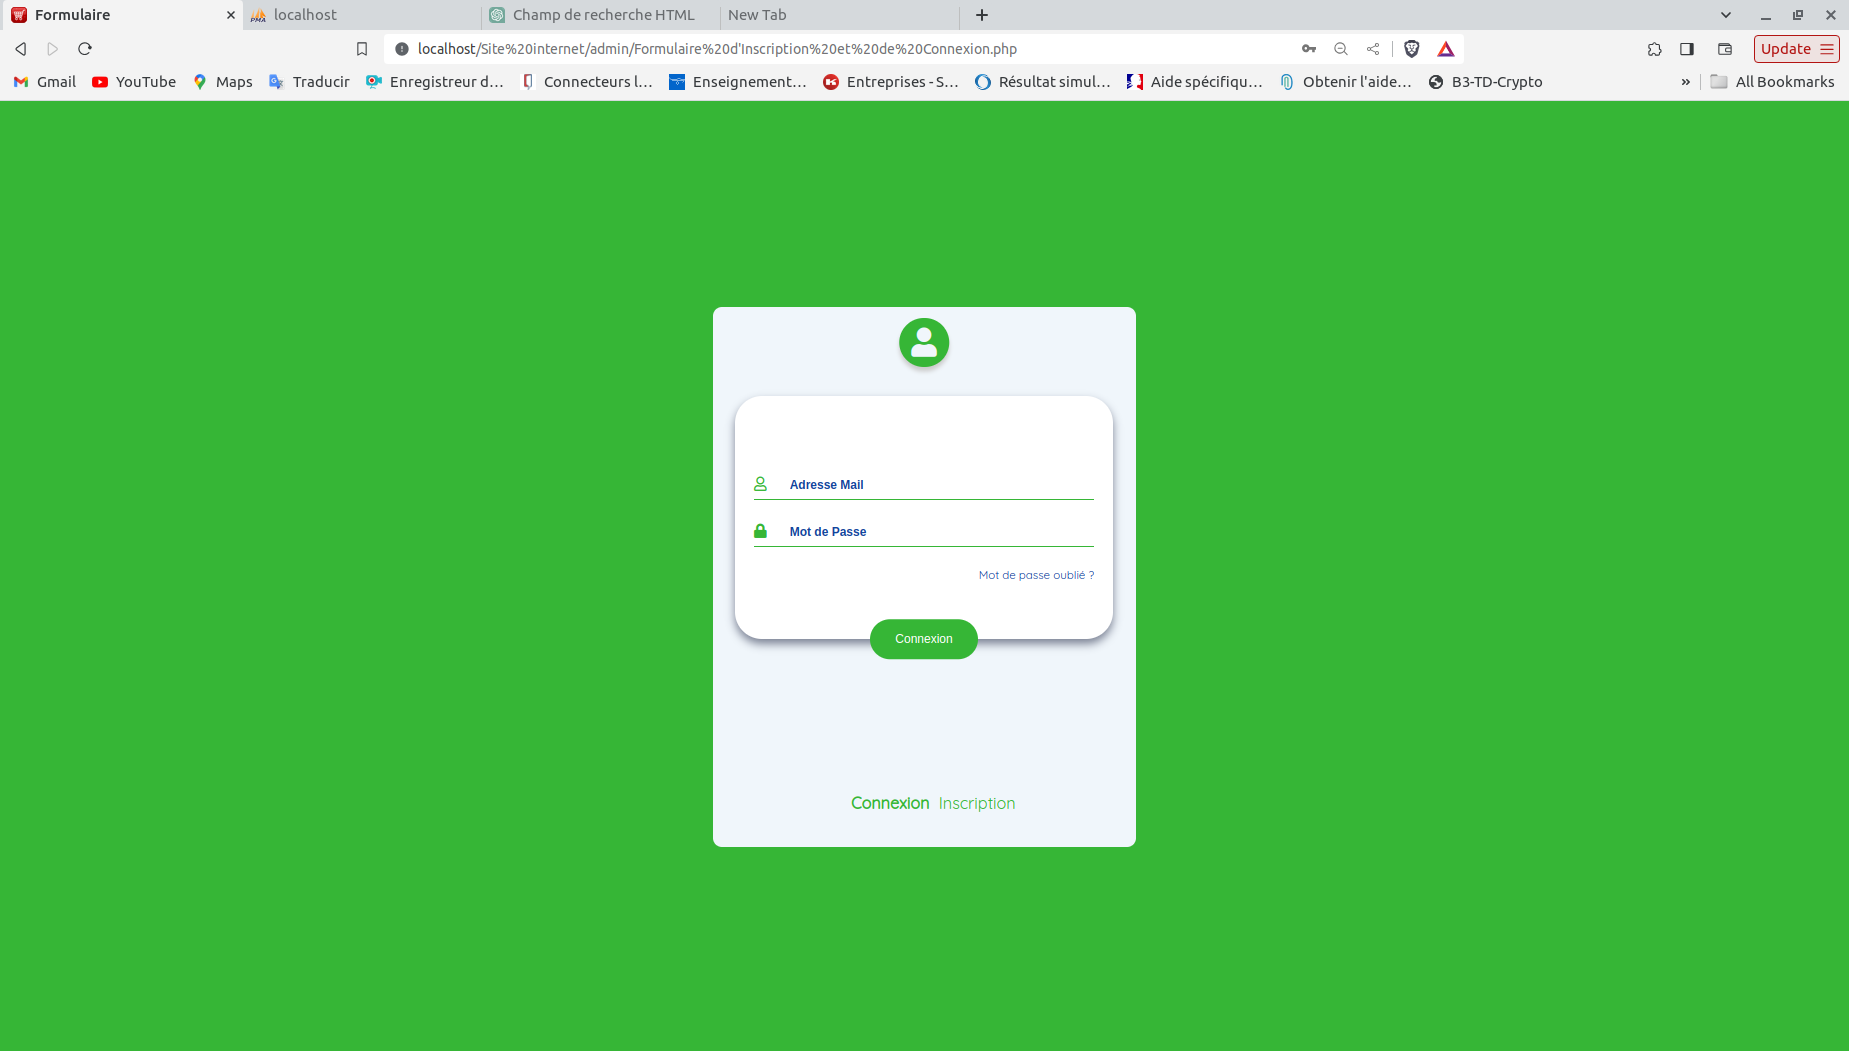 Formulaire
localhost
Champ de recherche HTML
New Tab
localhost/Site%20internet/admin/Formulaire%20d'Inscription%20et%20de%20Connexion.php
Update
Gmail
YouTube
Maps
Traducir
Enregistreur d...
Connecteurs l...
Enseignement...
Entreprises - S...
Résultat simul...
Aide spécifiqu...
Obtenir l'aide...
B3-TD-Crypto
»
All Bookmarks
Adresse Mail
Mot de Passe
Mot de passe oublié ?
Connexion
Connexion Inscription